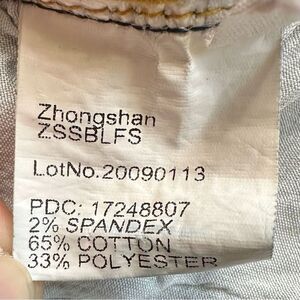 Zhongshan
ZSSBLFS
LotNo.20090113
PDC: 17248807
2% SPANDEX
65% COTTON
33% POLYESTER